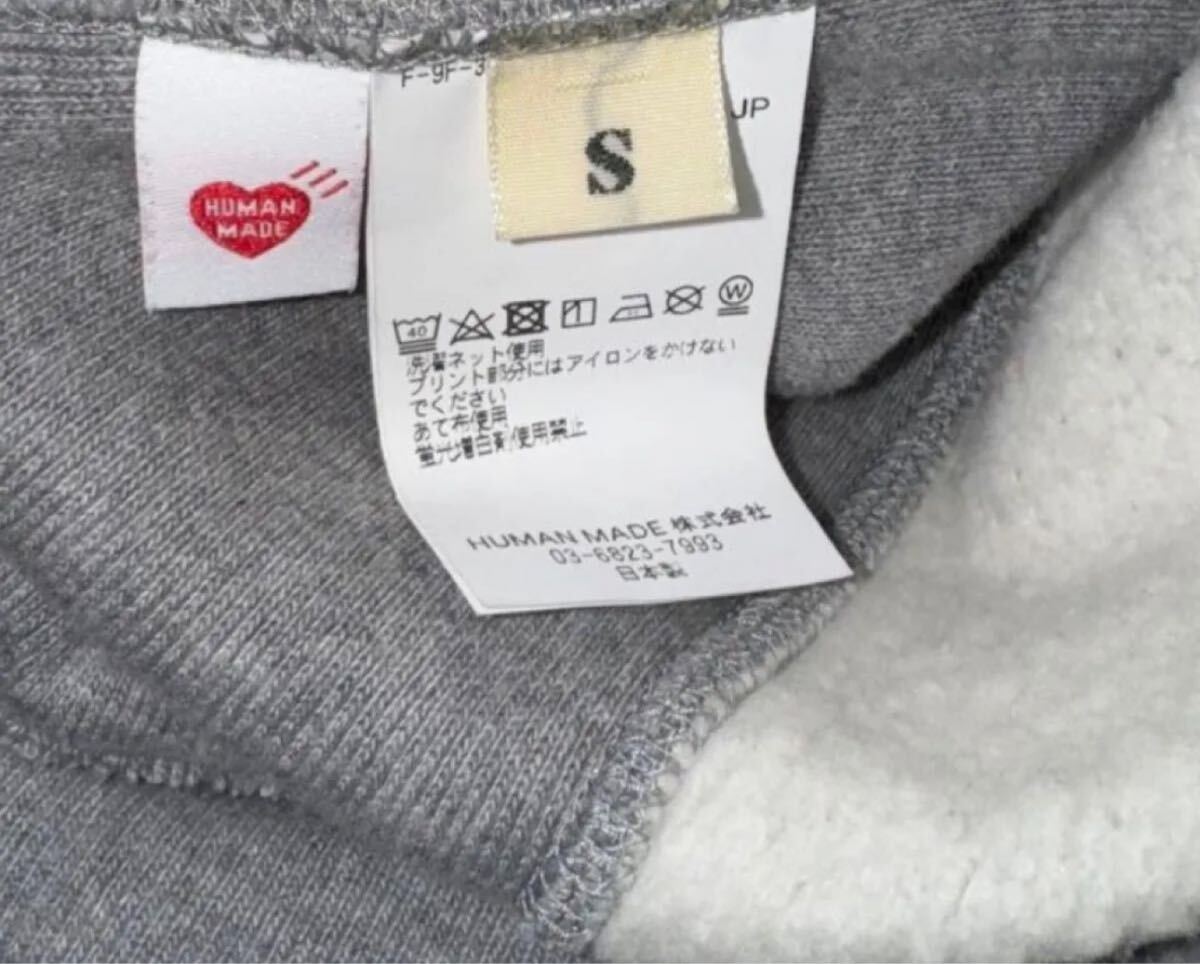 HUMAN
MADE
F-9F-3
S
JP
40
W
洗濯ネット使用
プリント部分にはアイロンをかけない
でください
あて布使用
蛍光増白剤使用禁止
HUMAN MADE 株式会社
03-6823-7993
日本製